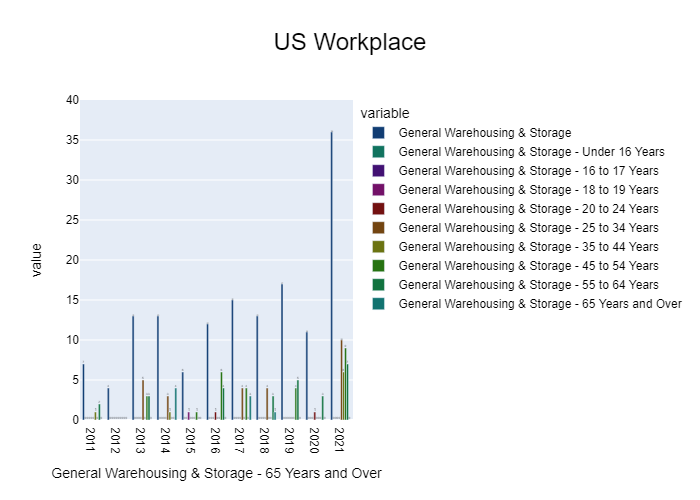 US Workplace
variable
General Warehousing & Storage
General Warehousing & Storage - Under 16 Years
General Warehousing & Storage - 16 to 17 Years
General Warehousing & Storage - 18 to 19 Years
General Warehousing & Storage - 20 to 24 Years
General Warehousing & Storage - 25 to 34 Years
General Warehousing & Storage - 35 to 44 Years
General Warehousing & Storage - 45 to 54 Years
General Warehousing & Storage - 55 to 64 Years
General Warehousing & Storage - 65 Years and Over
value
40
35
30
25
20
15
10
5
0
2011
2012
2013
2014
2015
2016
2017
2018
2019
2020
2021
General Warehousing & Storage - 65 Years and Over